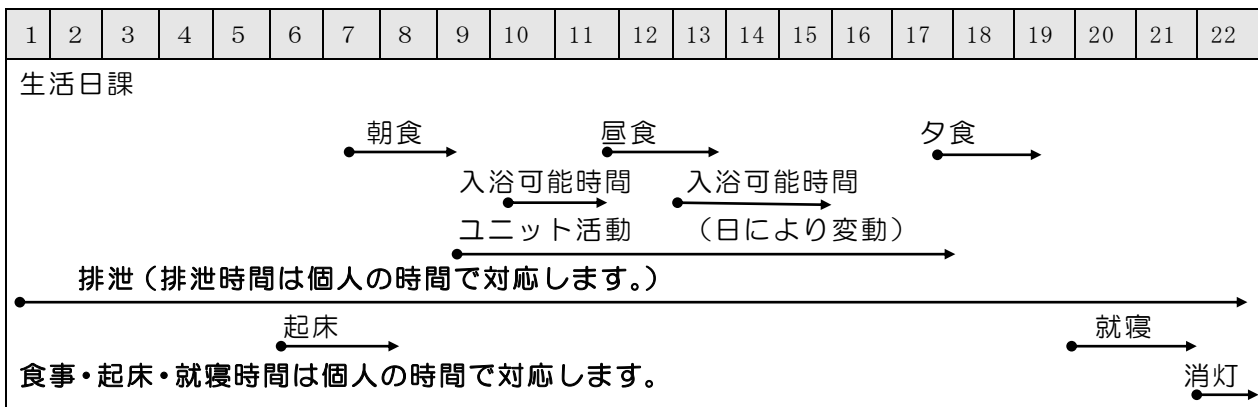 1 2 3 4 5 6 7 8 9 10 11 12 13 14 15 16 17 18 19 20 21 22
生活日課
朝食 昼食 夕食
入浴可能時間 入浴可能時間
ユニット活動 （日により変動）
排泄（排泄時間は個人の時間で対応します。）
起床 就寝
食事・起床・就寝時間は個人の時間で対応します。 消灯